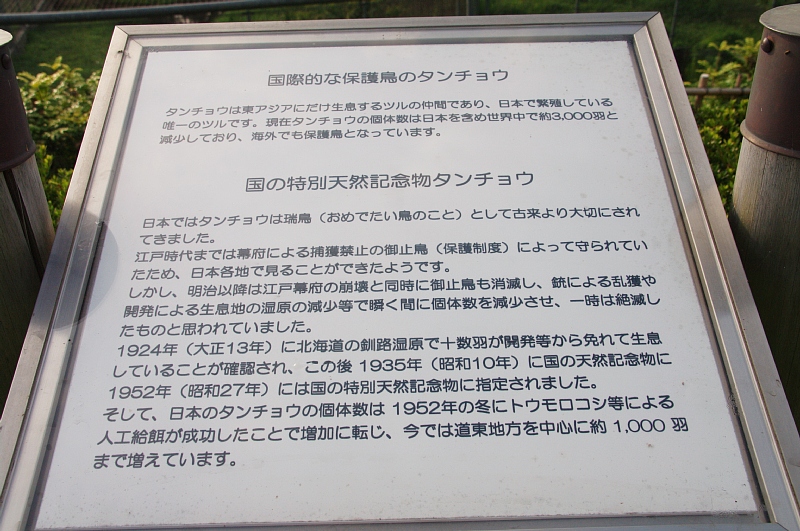 国際的な保護鳥のタンチョウ
タンチョウは東アジアにだけ生息するツルの仲間であり、日本で繁殖している
唯一のツルです。現在タンチョウの個体数は日本を含め世界中で約3,000羽と
減少しており、海外でも保護鳥となっています。
国の特別天然記念物タンチョウ
日本ではタンチョウは瑞鳥（おめでたい鳥のこと）として古来より大切にされ
てきました。
江戸時代までは幕府による捕獲禁止の御止鳥（保護制度）によって守られてい
たため、日本各地で見ることができたようです。
しかし、明治以降は江戸幕府の崩壊と同時に御止鳥も消滅し、銃による乱獲や
開発による生息地の湿原の減少等で瞬く間に個体数を減少させ、一時は絶滅し
たものと思われていました。
1924年（大正13年）に北海道の釧路湿原で十数羽が開発等から免れて生息
していることが確認され、この後 1935年（昭和10年）に国の天然記念物に
1952年（昭和27年）には国の特別天然記念物に指定されました。
そして、日本のタンチョウの個体数は 1952年の冬にトウモロコシ等による
人工給餌が成功したことで増加に転じ、今では道東地方を中心に約 1,000 羽
まで増えています。